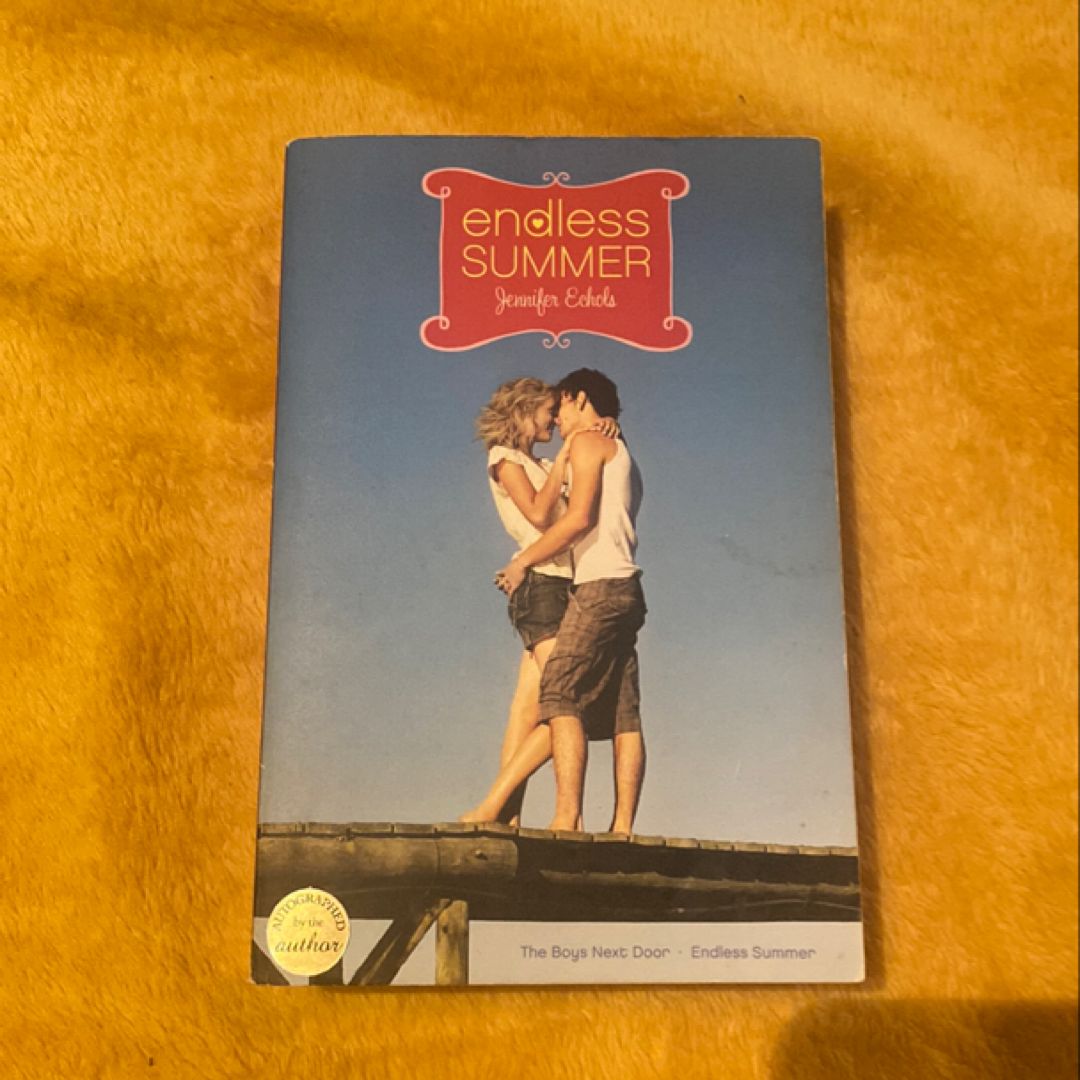 endless
SUMMER
Jennifer Echols
AUTOGRAPHED
by the
author
The Boys Next Door · Endless Summer